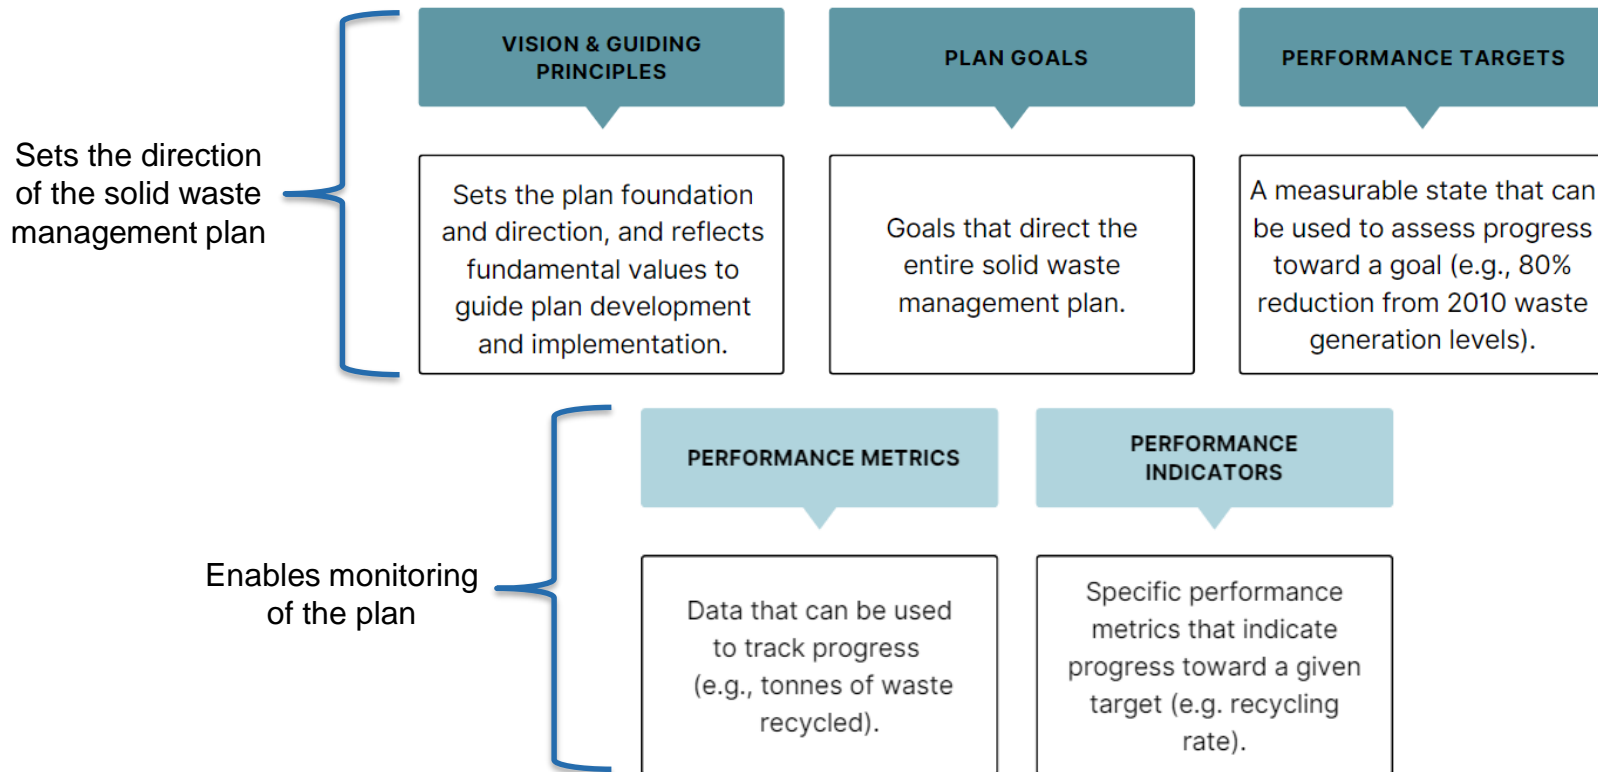 Sets the direction
of the solid waste
management plan
VISION & GUIDING
PRINCIPLES
Sets the plan foundation
and direction, and reflects
fundamental values to
guide plan development
and implementation.
PLAN GOALS
Goals that direct the
entire solid waste
management plan.
PERFORMANCE TARGETS
A measurable state that can
be used to assess progress
toward a goal (e.g., 80%
reduction from 2010 waste
generation levels).
Enables monitoring
of the plan
PERFORMANCE METRICS
Data that can be used
to track progress
(e.g., tonnes of waste
recycled).
PERFORMANCE
INDICATORS
Specific performance
metrics that indicate
progress toward a given
target (e.g. recycling
rate).